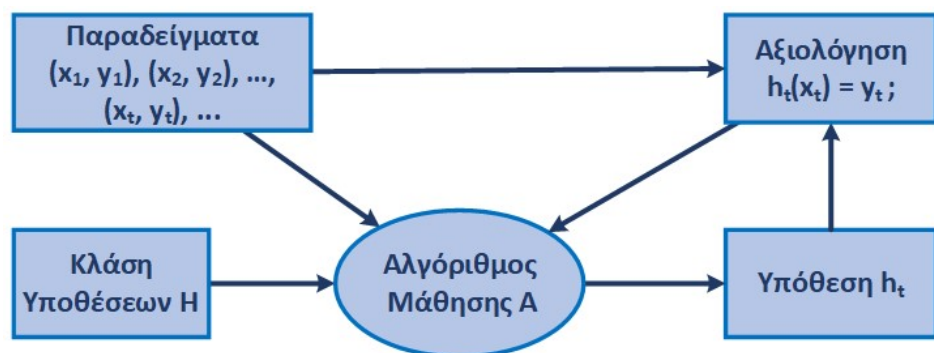 Παραδείγματα
(x₁, y₁), (x₂, y₂), ...,
(xₜ, yₜ), ...
Αξιολόγηση
hₜ(xₜ) = yₜ ;
Κλάση
Υποθέσεων Η
Αλγόριθμος
Μάθησης Α
Υπόθεση hₜ